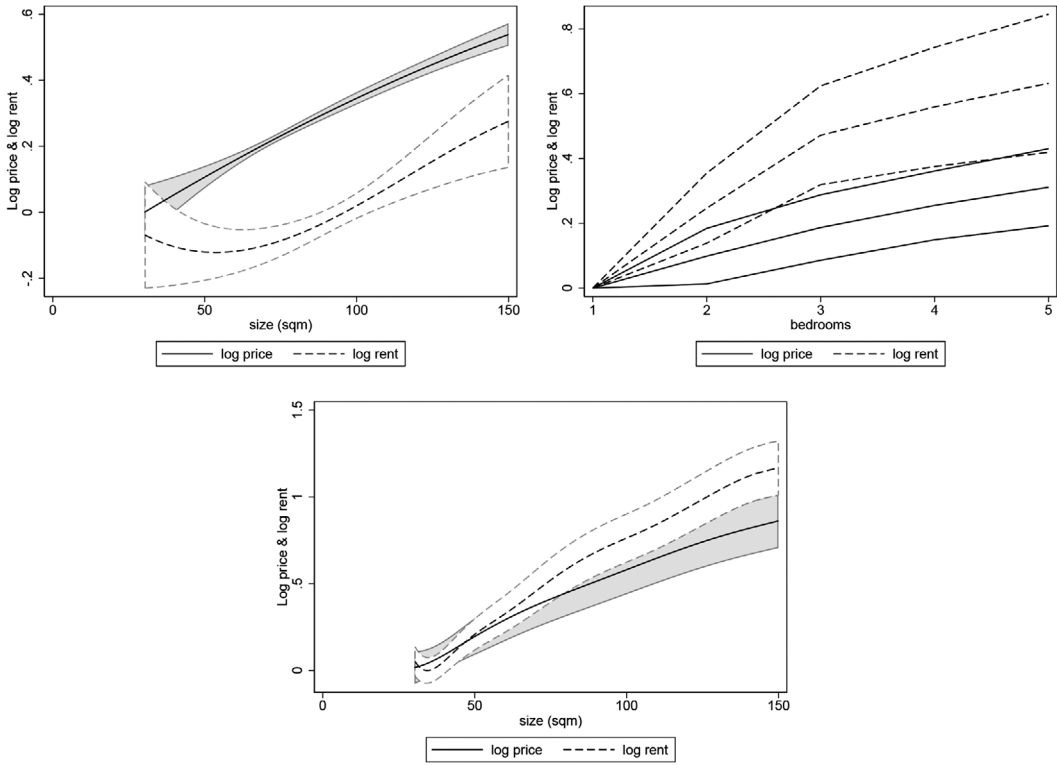 Log price & log rent
.6
.4
.2
0
-.2
0 50 100 150
size (sqm)
log price log rent
Log price & log rent
.8
.6
.4
.2
0
1 2 3 4 5
bedrooms
log price log rent
Log price & log rent
1.5
1
.5
0
0 50 100 150
size (sqm)
log price log rent